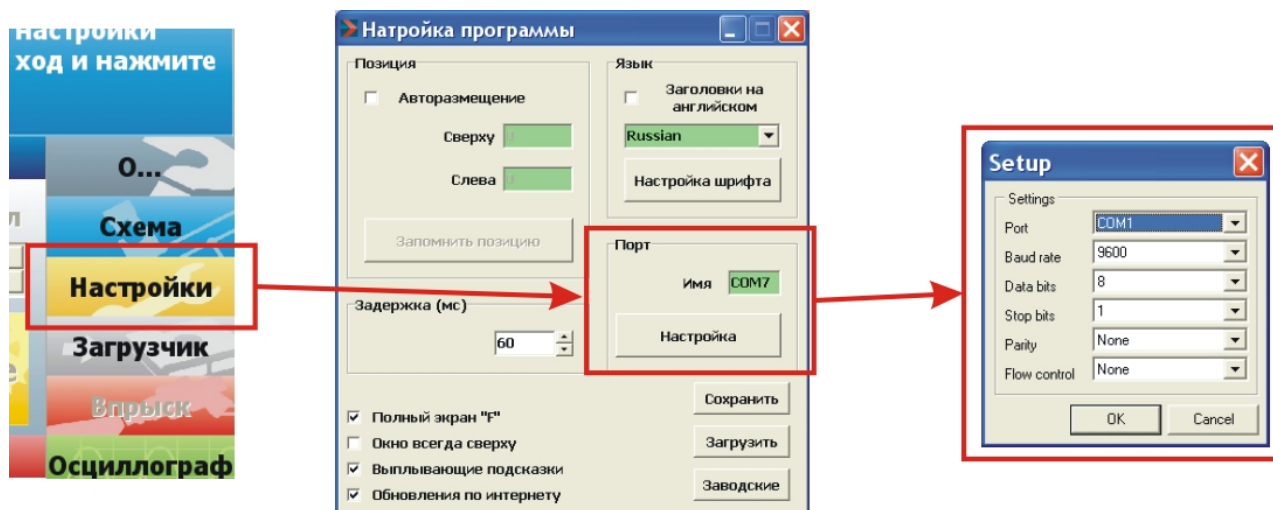 настройки
ход и нажмите
О...
Схема
Настройки
Загрузчик
Впрыск
Осциллограф
Натройка программы
Позиция
Авторазмещение
Сверху
Слева
Запомнить позицию
Задержка (мс)
60
Полный экран "F"
Окно всегда сверху
Выплывающие подсказки
Обновления по интернету
Язык
Заголовки на
английском
Russian
Настройка шрифта
Порт
Имя COM7
Настройка
Сохранить
Загрузить
Заводские
Setup
Settings
Port COM1
Baud rate 9600
Data bits 8
Stop bits 1
Parity None
Flow control None
OK Cancel